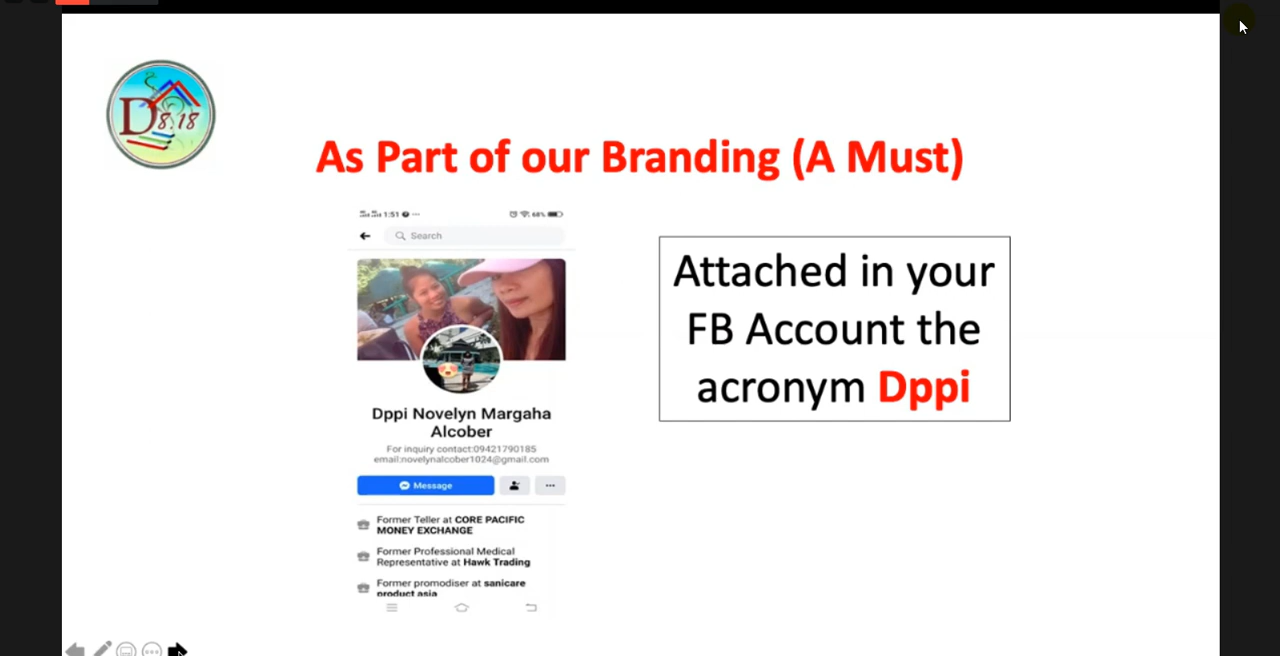 D8.18
As Part of our Branding (A Must)
1:51
68%
Search
Dppi Novelyn Margaha
Alcober
For inquiry contact:09421790185
email:novelynalcober1024@gmail.com
Message
Former Teller at CORE PACIFIC
MONEY EXCHANGE
Former Professional Medical
Representative at Hawk Trading
Former promodiser at sanicare
product asia
Attached in your
FB Account the
acronym Dppi